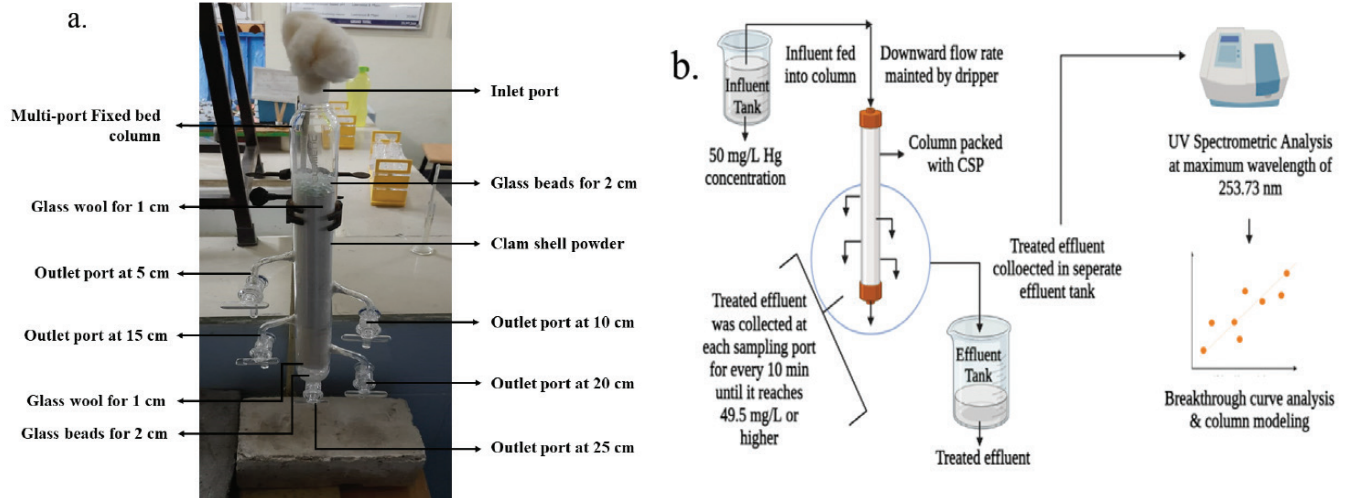 a.
Inlet port
Multi-port Fixed bed
column
Glass beads for 2 cm
Glass wool for 1 cm
Clam shell powder
Outlet port at 5 cm
Outlet port at 10 cm
Outlet port at 15 cm
Outlet port at 20 cm
Glass wool for 1 cm
Glass beads for 2 cm
Outlet port at 25 cm
b.
Influent
Tank
Influent fed
into column
Downward flow rate
mainted by dripper
50 mg/L Hg
concentration
Column packed
with CSP
Treated effluent
was collected at
each sampling port
for every 10 min
until it reaches
49.5 mg/L or
higher
Effluent
Tank
Treated effluent
Treated effluent
colloected in seperate
effluent tank
UV Spectrometric Analysis
at maximum wavelength of
253.73 nm
Breakthrough curve analysis
& column modeling